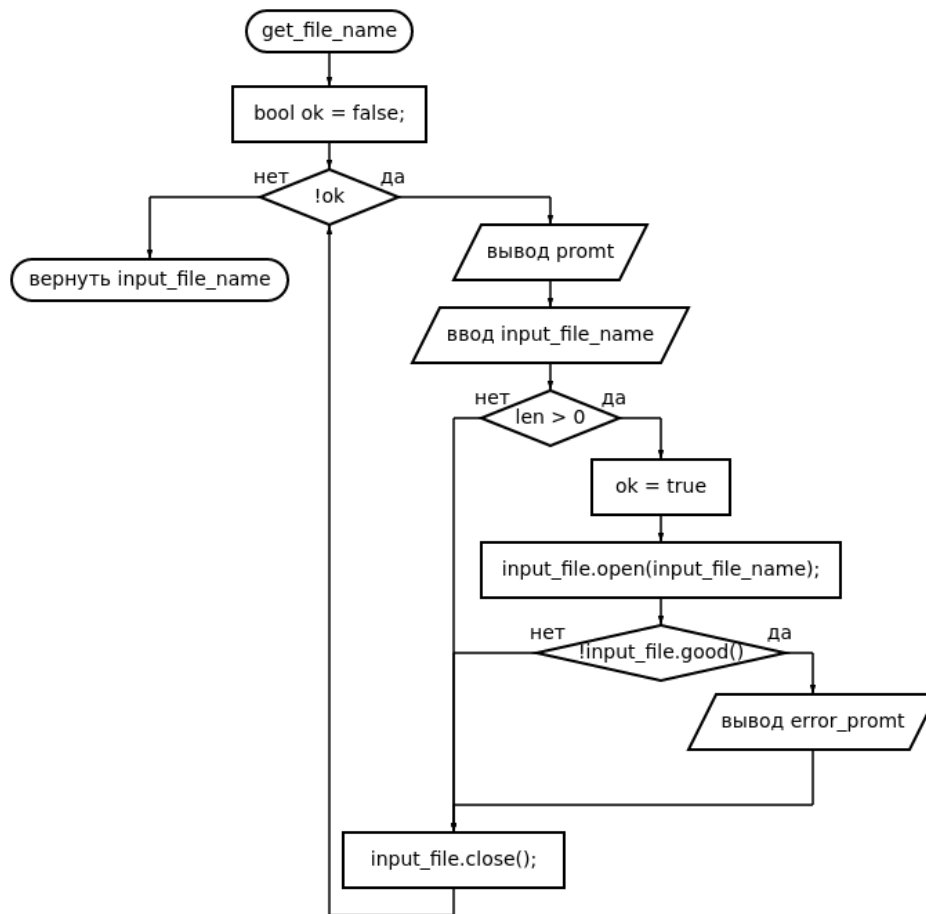 get_file_name
bool ok = false;
нет
да
!ok
вывод promt
вернуть input_file_name
ввод input_file_name
нет
да
len > 0
ok = true
input_file.open(input_file_name);
нет
да
!input_file.good()
вывод error_promt
input_file.close();